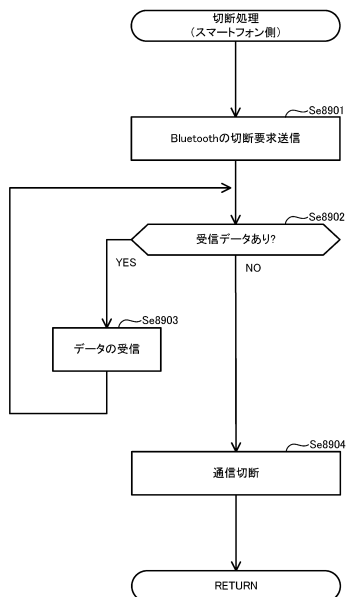 切断処理
(スマートフォン側)
Se8901
Bluetoothの切断要求送信
Se8902
受信データあり?
YES
NO
Se8903
データの受信
Se8904
通信切断
RETURN